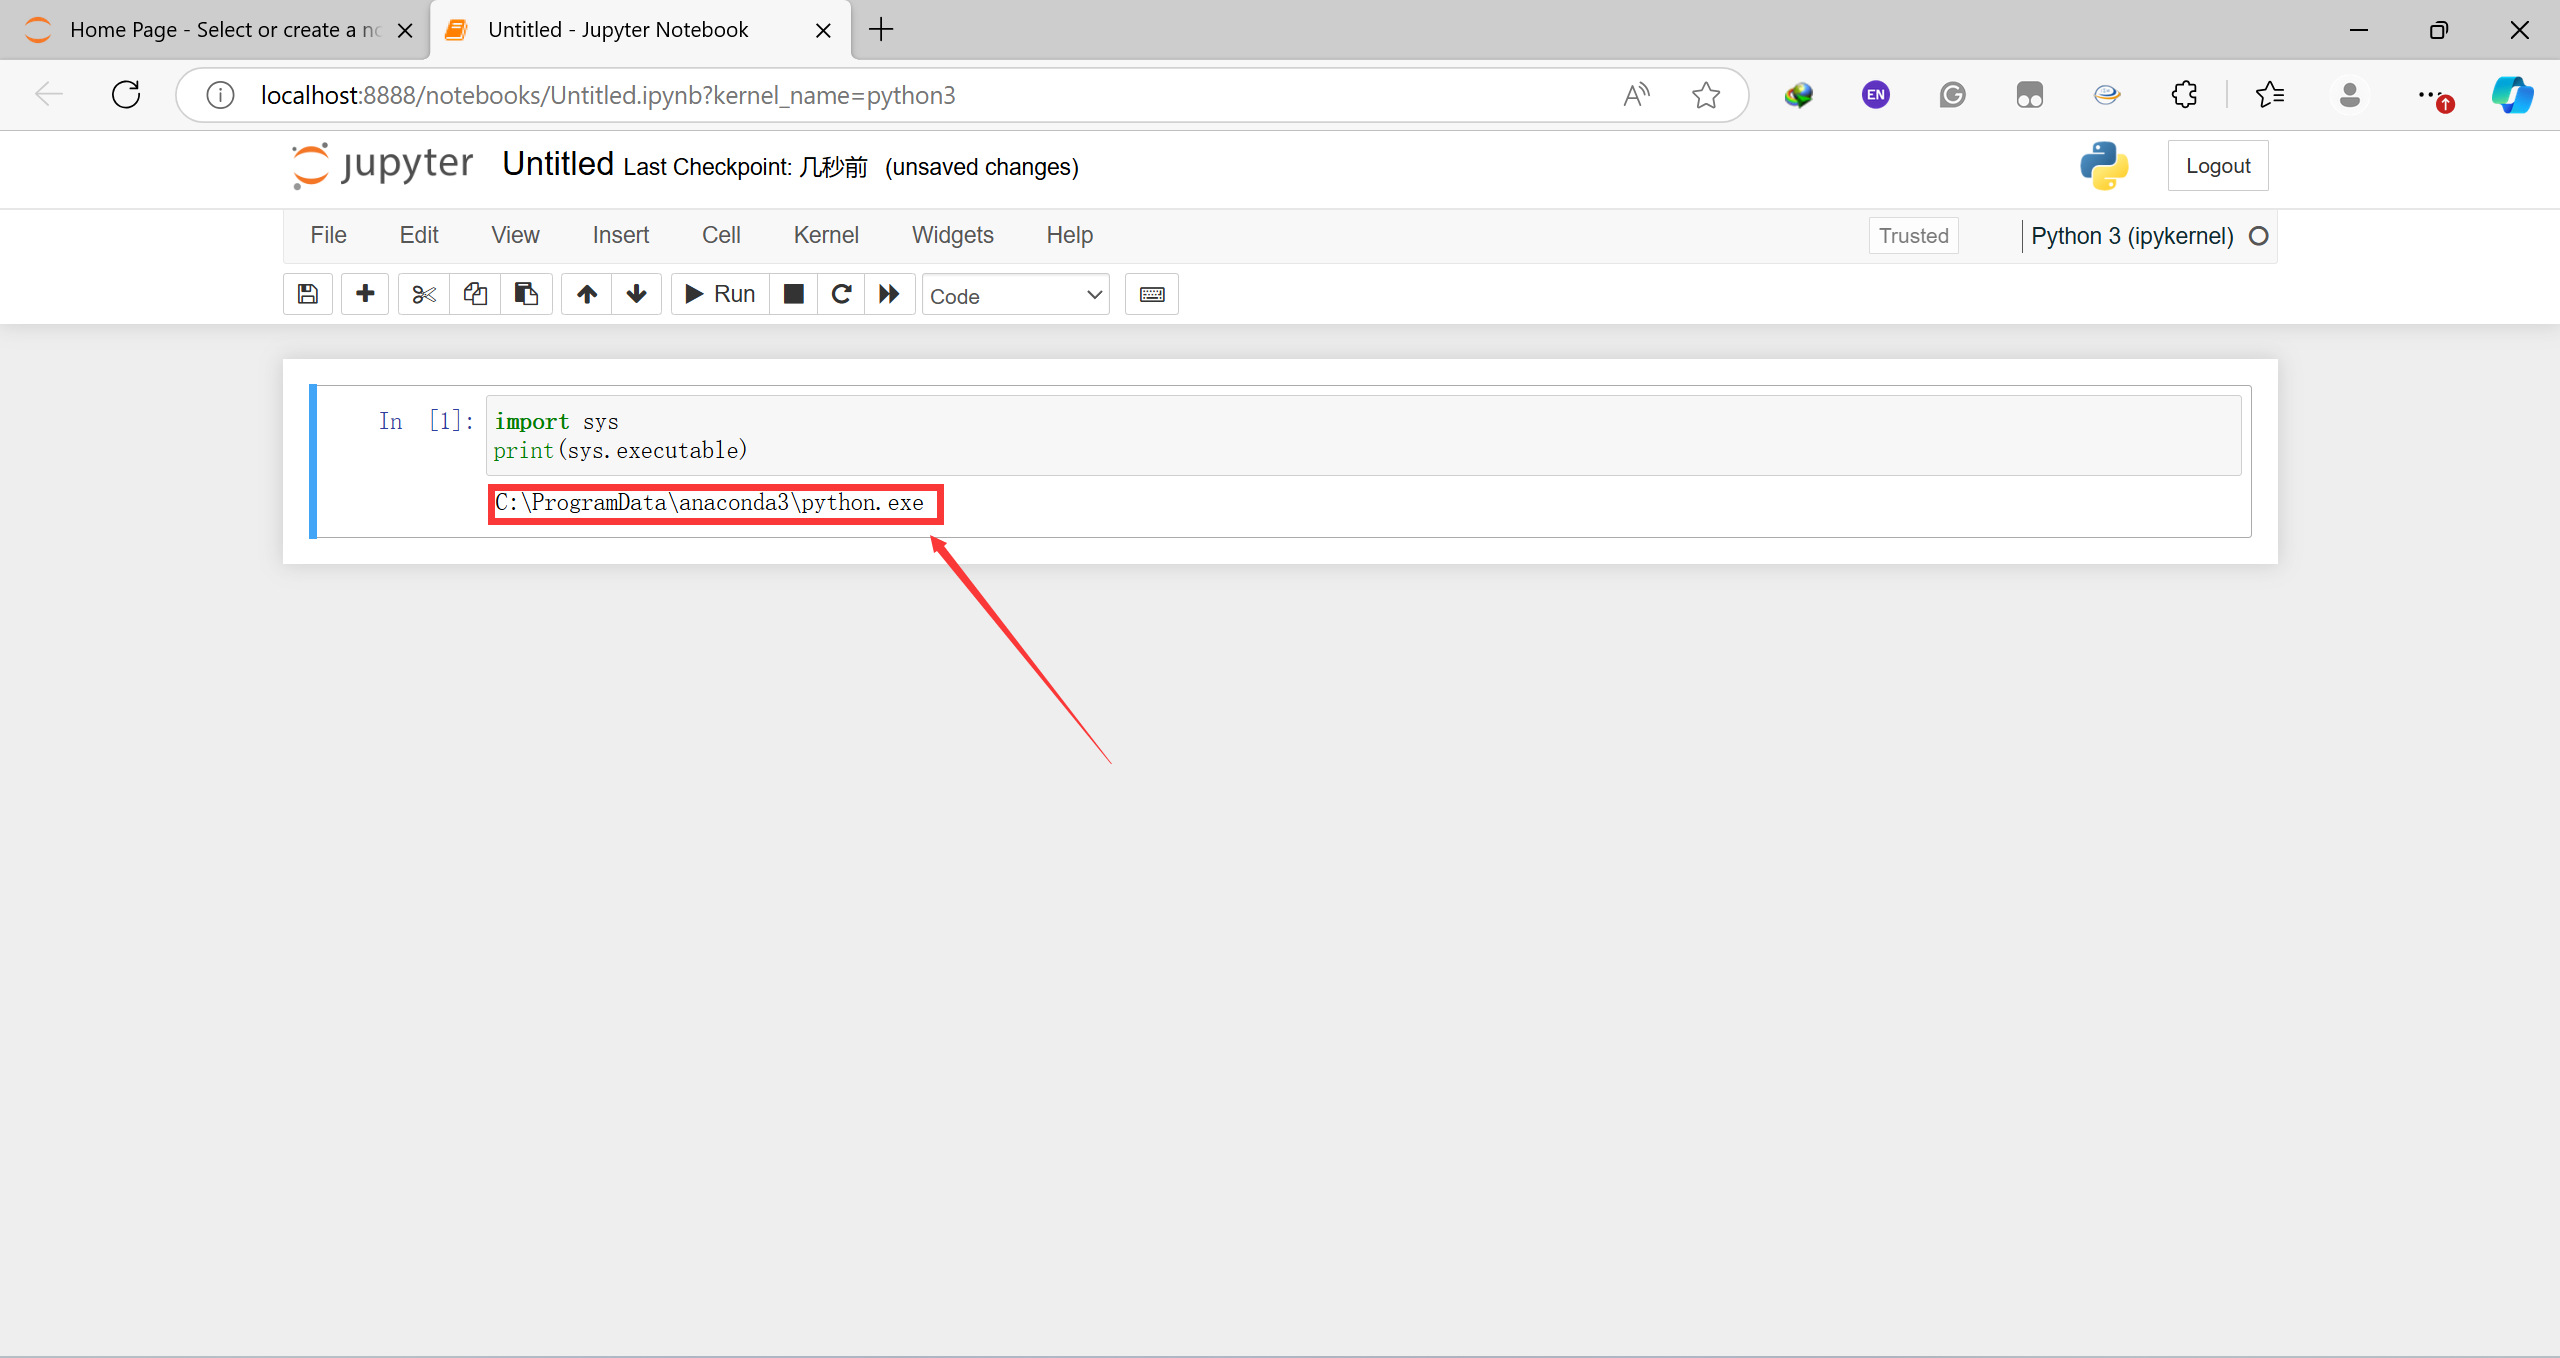 Home Page - Select or create a no
Untitled - Jupyter Notebook
localhost:8888/notebooks/Untitled.ipynb?kernel_name=python3
EN
jupyter Untitled Last Checkpoint: 几秒前 (unsaved changes)
Logout
File Edit View Insert Cell Kernel Widgets Help
Trusted
Python 3 (ipykernel)
Run
Code
In [1]: import sys
print(sys.executable)
C:\ProgramData\anaconda3\python.exe